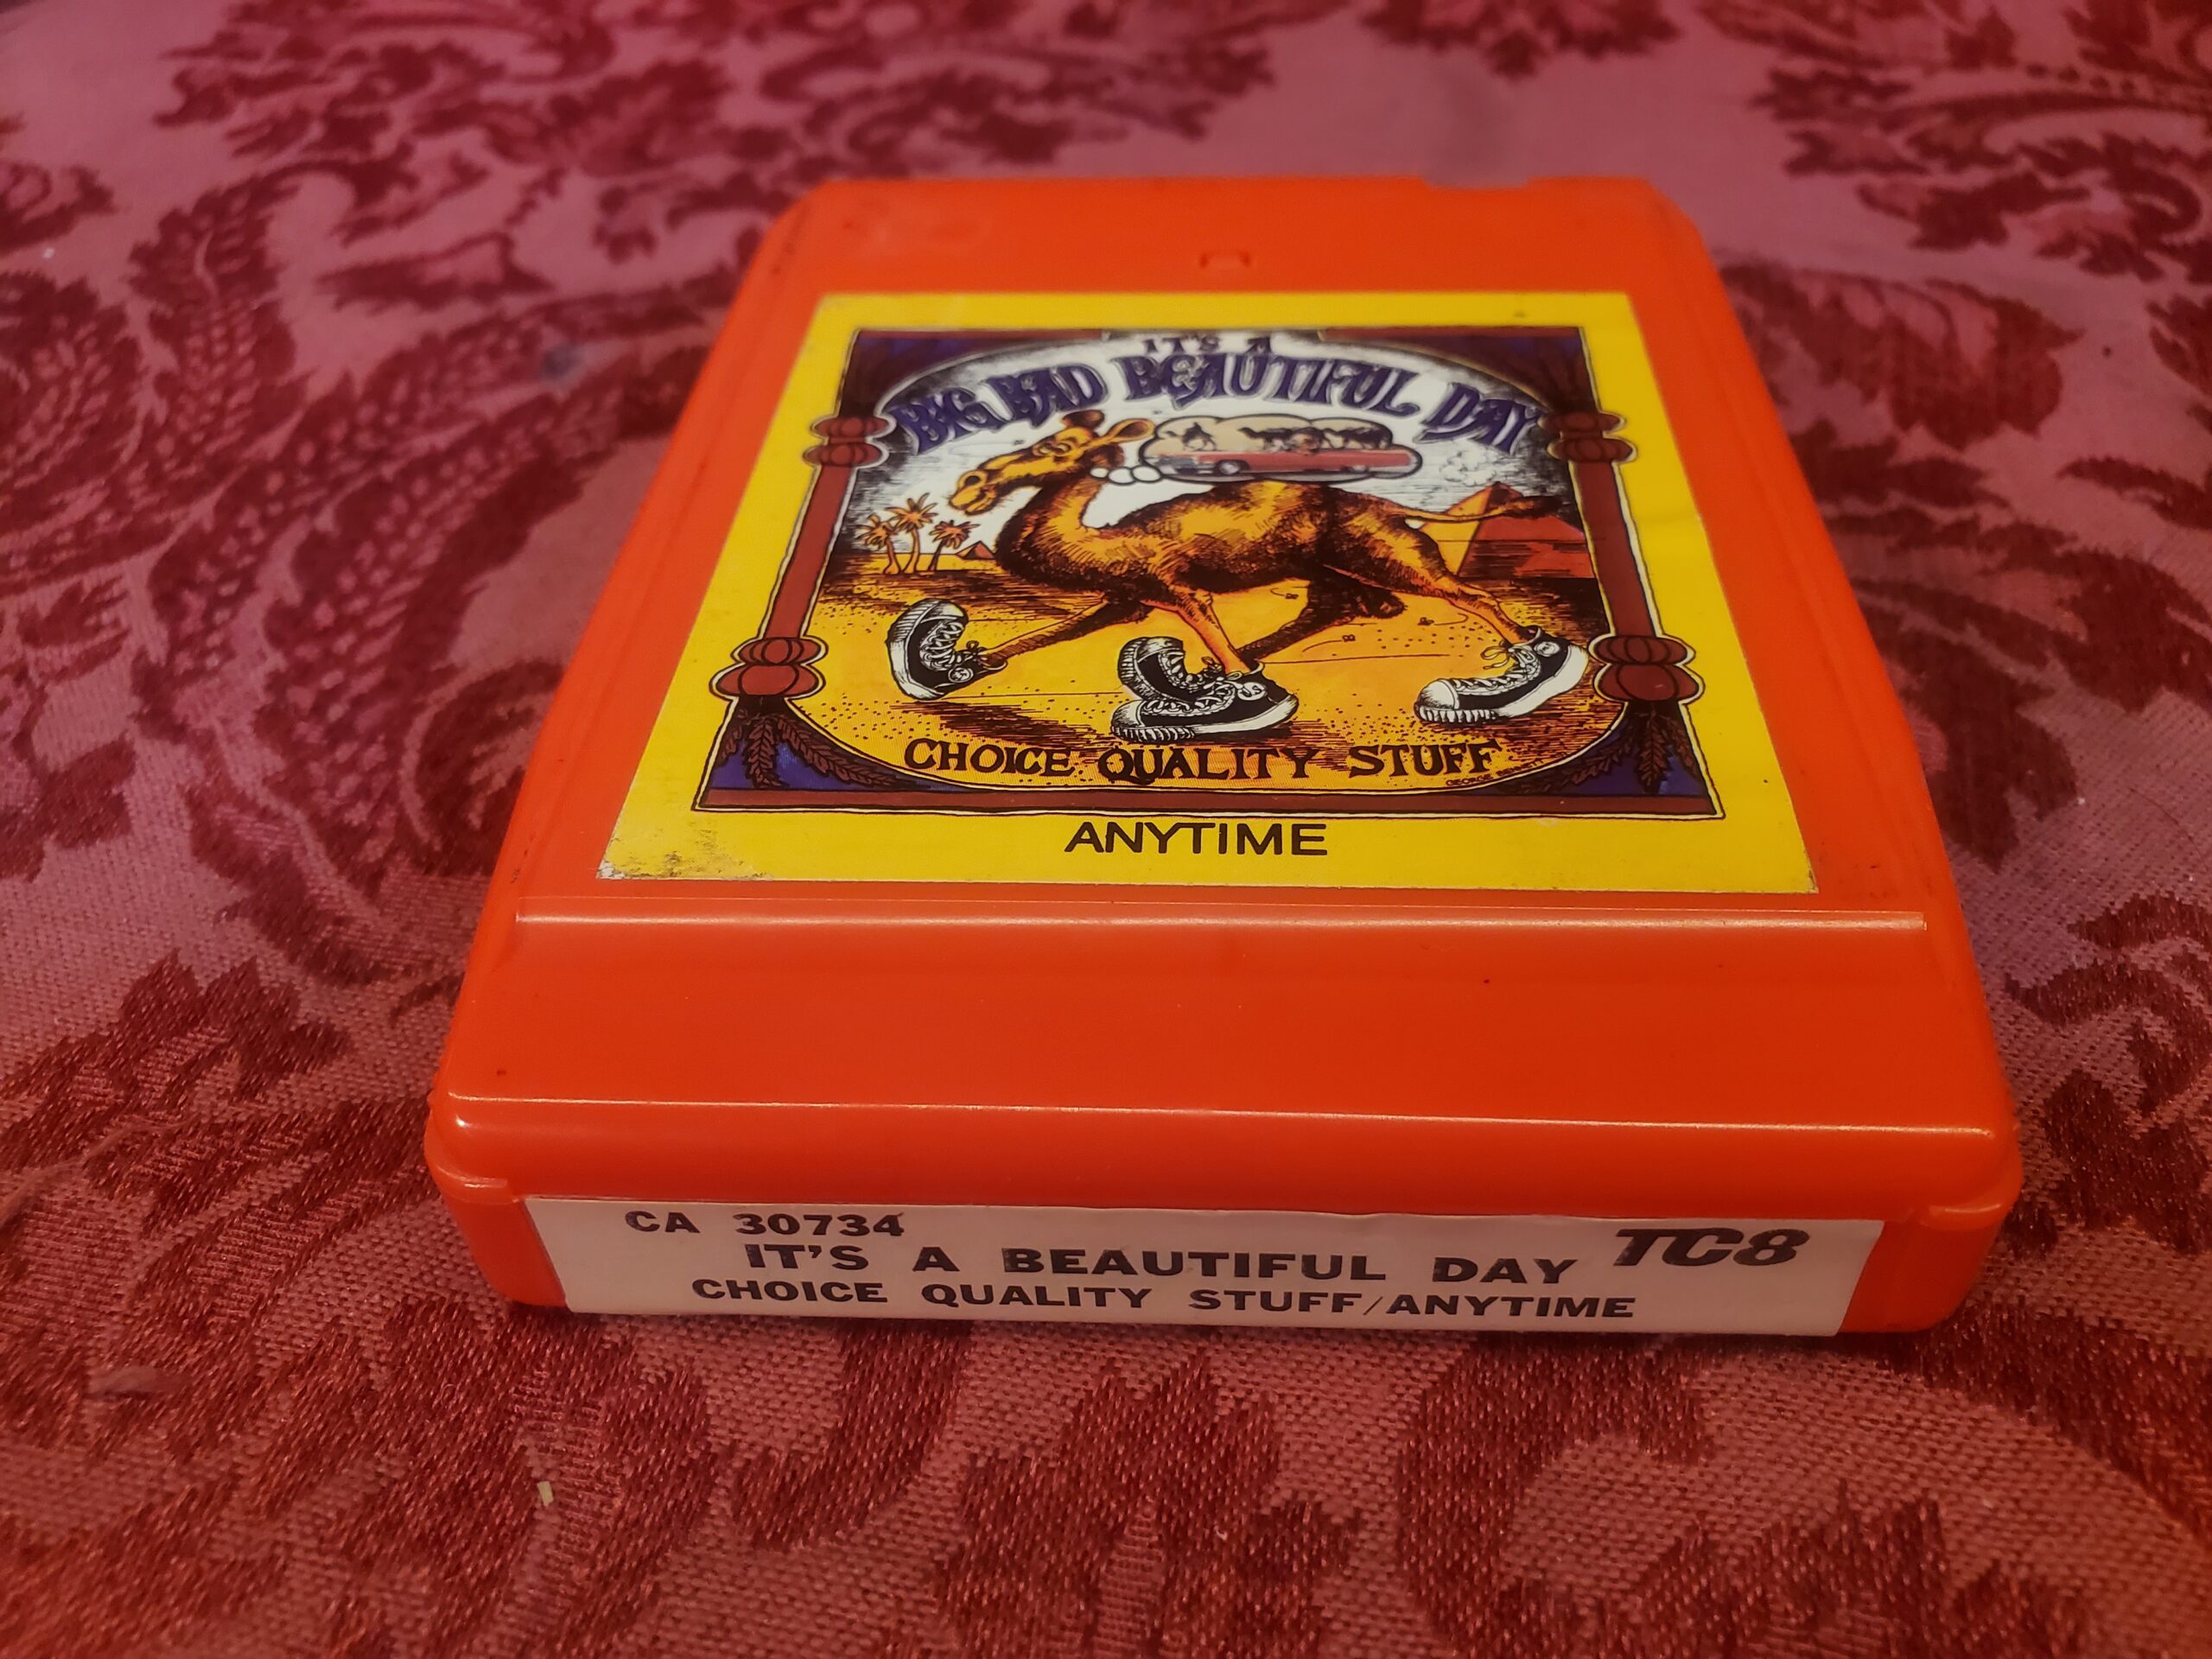 IT'S A
BIG BAD BEAUTIFUL DAY
CHOICE QUALITY STUFF
GEORGE
ANYTIME
CA 30734
TC8
IT'S A BEAUTIFUL DAY
CHOICE QUALITY STUFF/ANYTIME